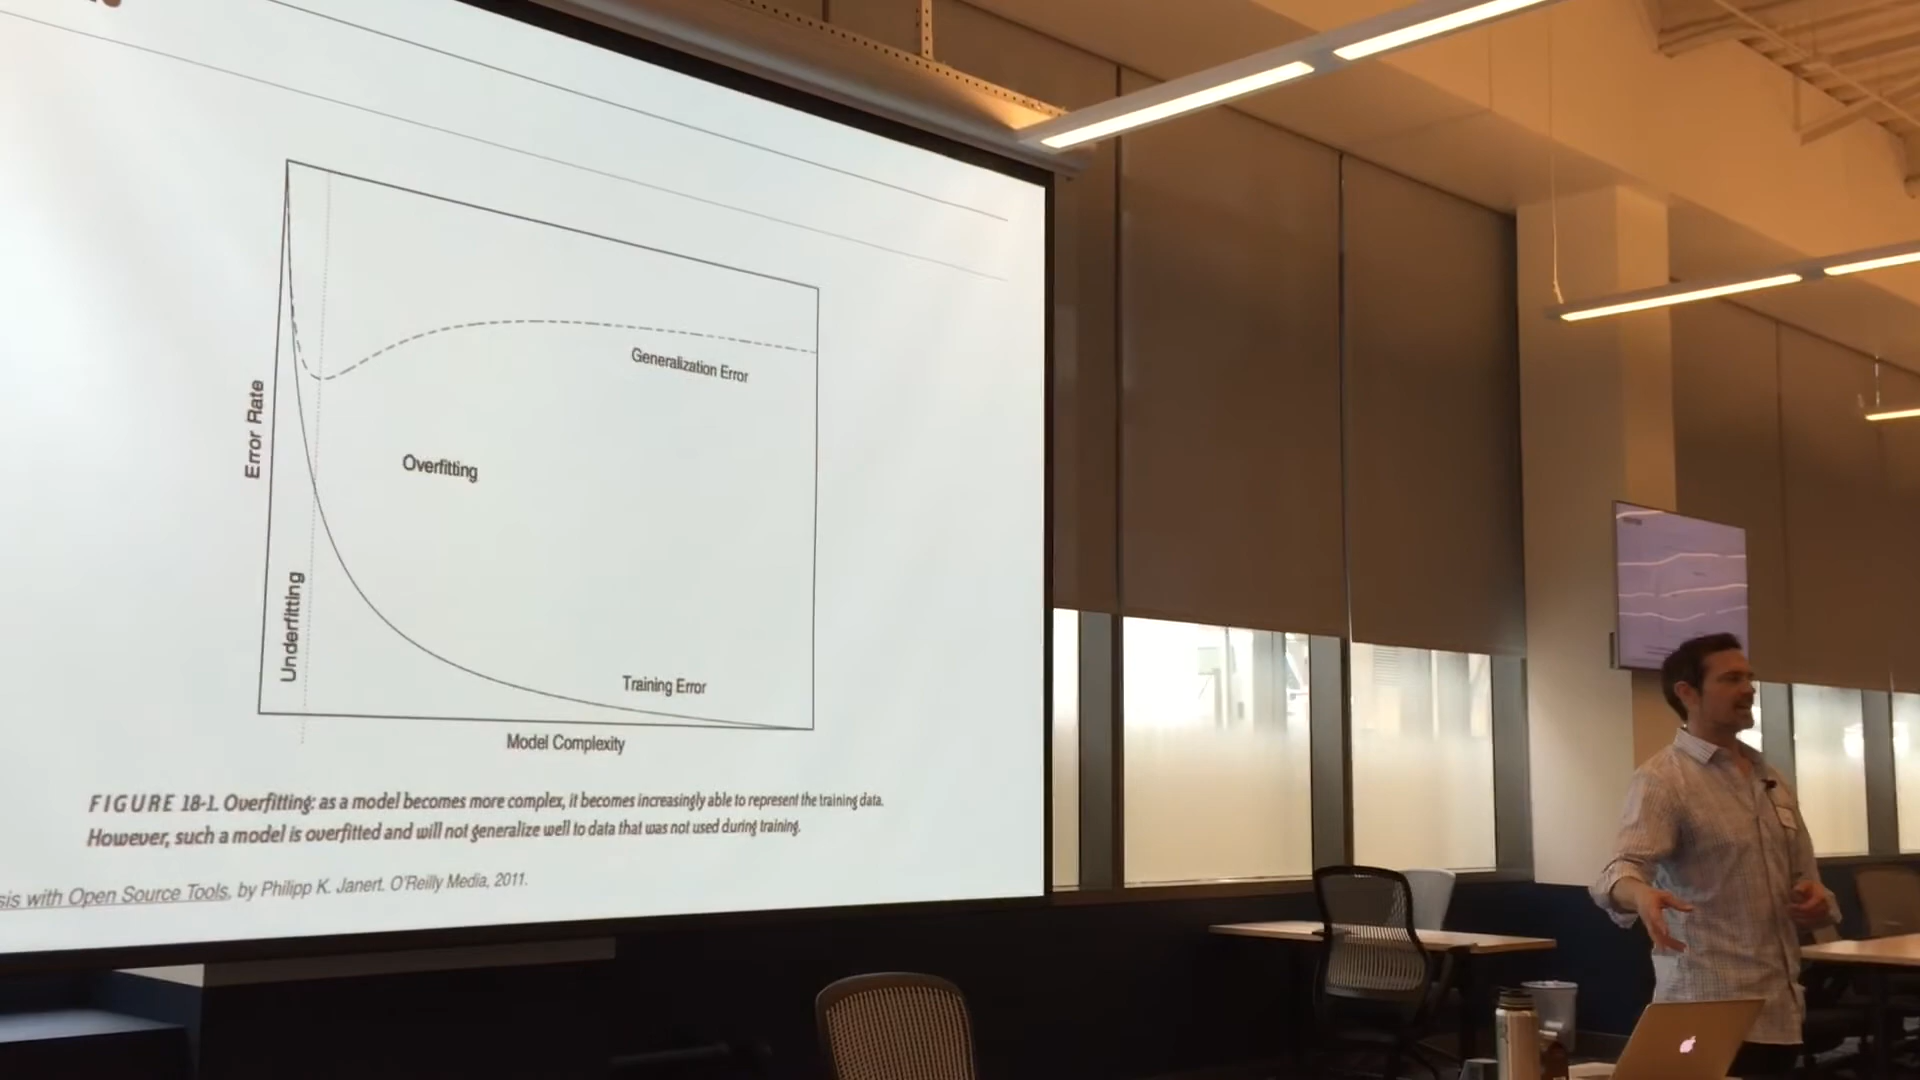 Generalization Error
Error Rate
Overfitting
Underfitting
Training Error
Model Complexity
FIGURE 18-1. Overfitting: as a model becomes more complex, it becomes increasingly able to represent the training data.
However, such a model is overfitted and will not generalize well to data that was not used during training.
with Open Source Tools, by Philipp K. Janert. O'Reilly Media, 2011.